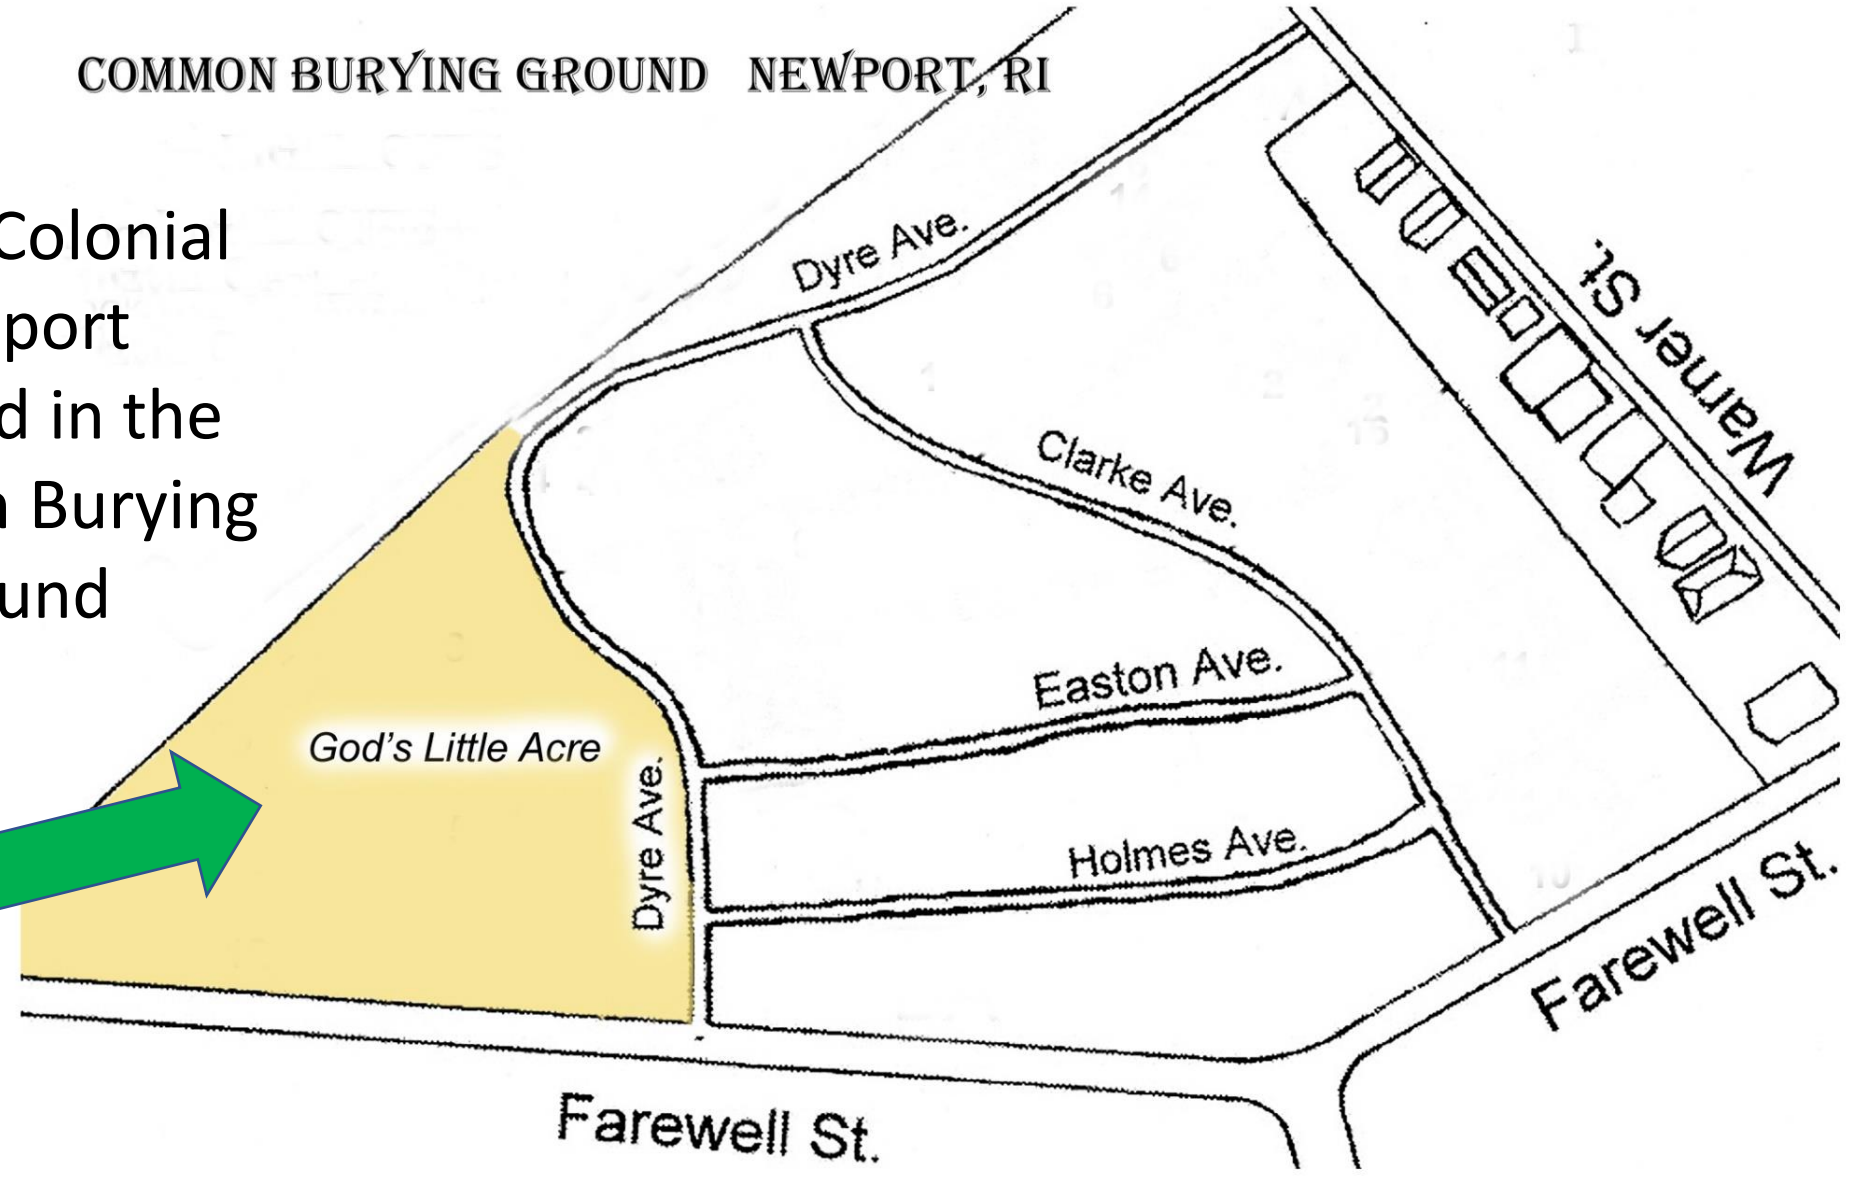 COMMON BURYING GROUND NEWPORT, RI
Colonial
port
d in the
Burying
und
Dyre Ave.
Warner St.
Clarke Ave.
Easton Ave.
God's Little Acre
Dyre Ave.
Holmes Ave.
Farewell St.
Farewell St.